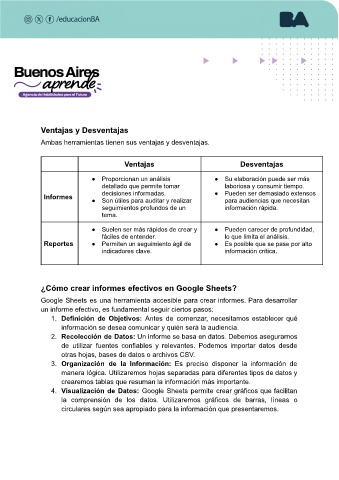 /educacionBA
BA
Buenos Aires
aprende
Agencia de Habilidades para el Futuro
Ventajas y Desventajas
Ambas herramientas tienen sus ventajas y desventajas.
Ventajas
Desventajas
Informes
● Proporcionan un análisis
detallado que permite tomar
decisiones informadas.
● Son útiles para auditar y realizar
seguimientos profundos de un
tema.
● Su elaboración puede ser más
laboriosa y consumir tiempo.
● Pueden ser demasiado extensos
para audiencias que necesitan
información rápida.
Reportes
● Suelen ser más rápidos de crear y
fáciles de entender.
● Permiten un seguimiento ágil de
indicadores clave.
● Pueden carecer de profundidad,
lo que limita el análisis.
● Es posible que se pase por alto
información crítica.
¿Cómo crear informes efectivos en Google Sheets?
Google Sheets es una herramienta accesible para crear informes. Para desarrollar
un informe efectivo, es fundamental seguir ciertos pasos:
1. Definición de Objetivos: Antes de comenzar, necesitamos establecer qué
información se desea comunicar y quién será la audiencia.
2. Recolección de Datos: Un informe se basa en datos. Debemos asegurarnos
de utilizar fuentes confiables y relevantes. Podemos importar datos desde
otras hojas, bases de datos o archivos CSV.
3. Organización de la Información: Es preciso disponer la información de
manera lógica. Utilizaremos hojas separadas para diferentes tipos de datos y
crearemos tablas que resuman la información más importante.
4. Visualización de Datos: Google Sheets permite crear gráficos que facilitan
la comprensión de los datos. Utilizaremos gráficos de barras, líneas o
circulares según sea apropiado para la información que presentaremos.